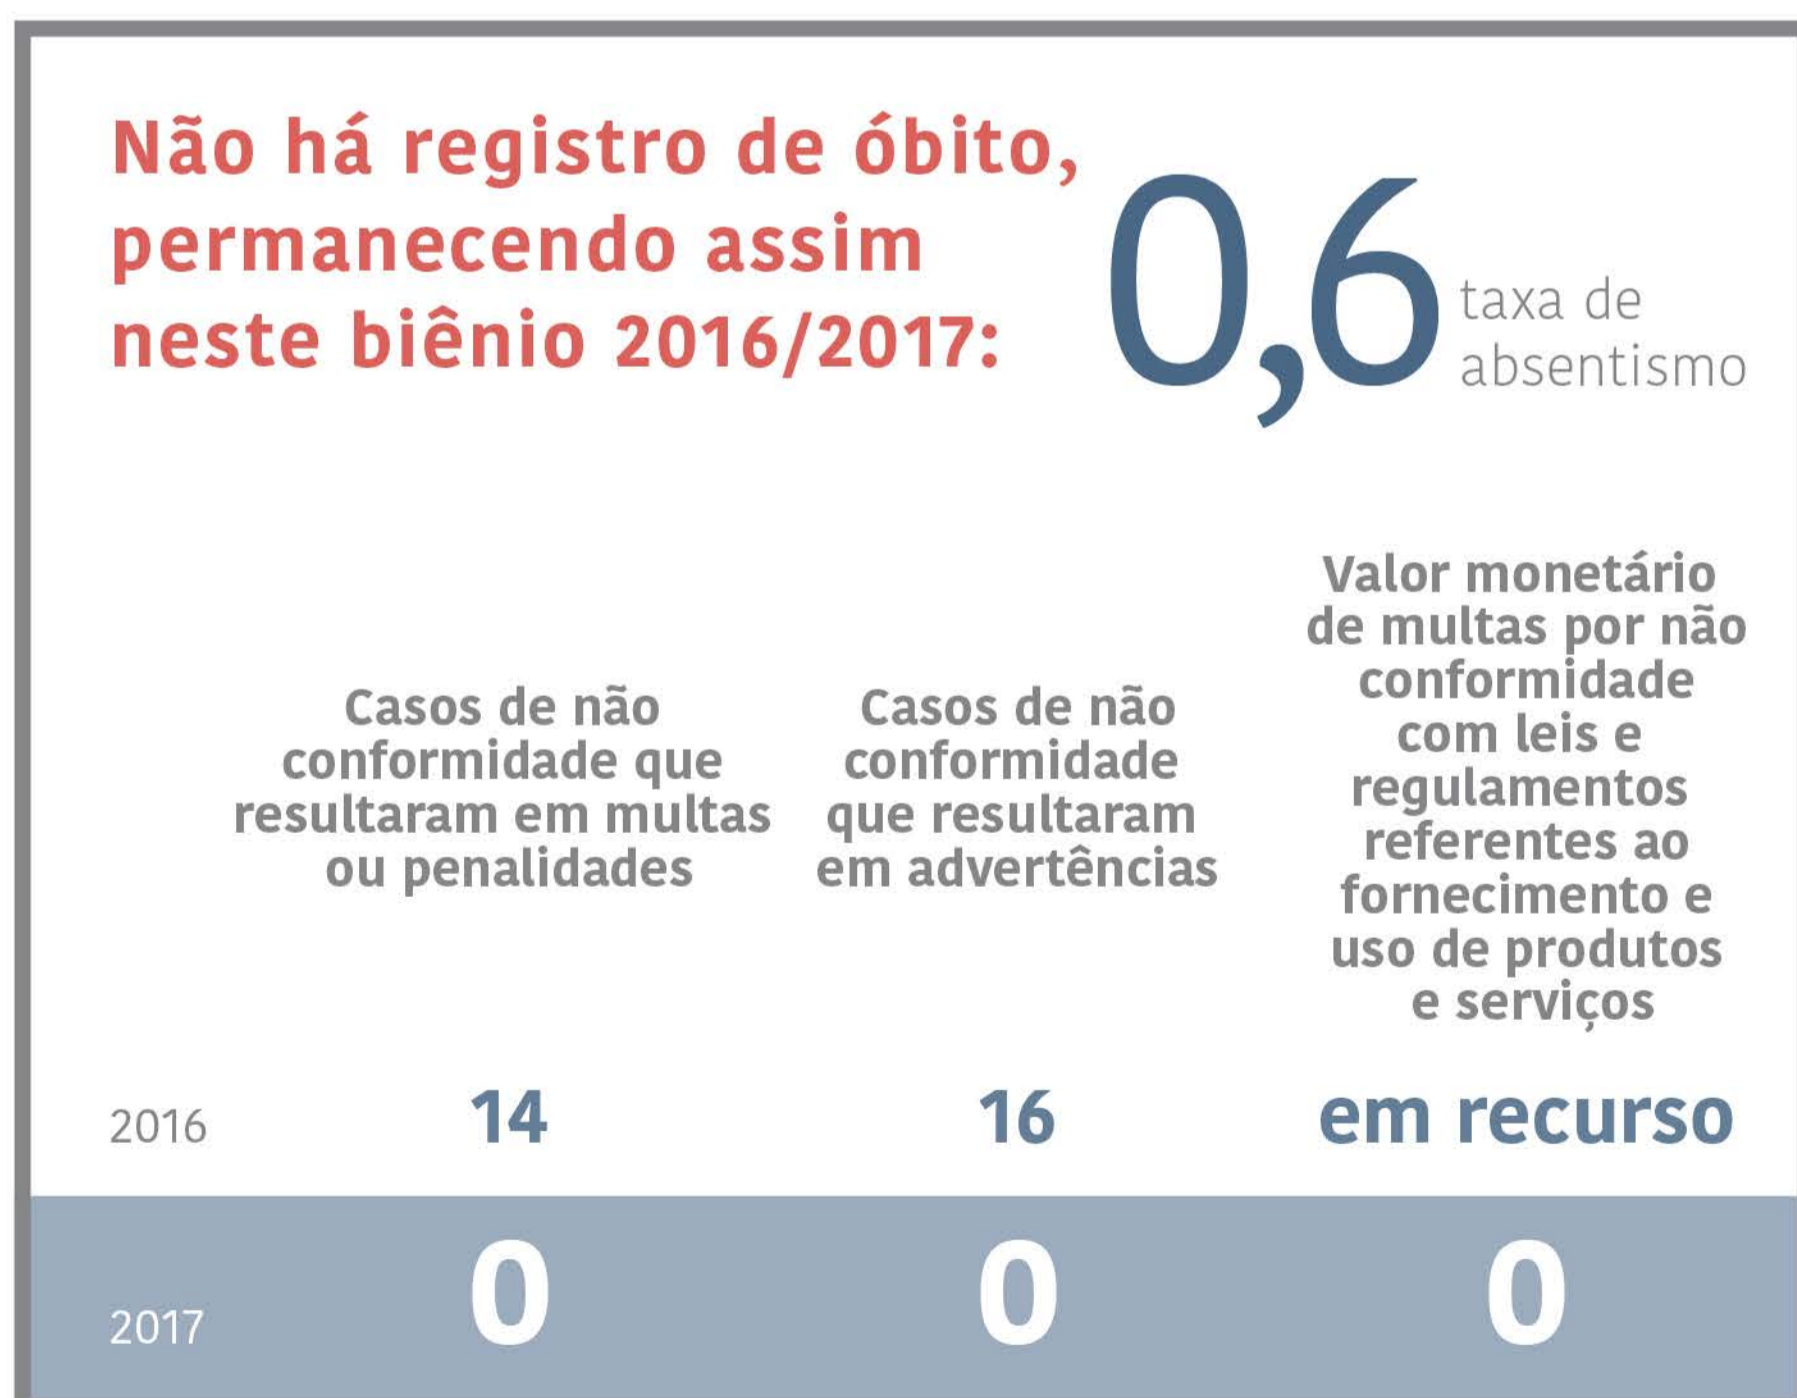 Não há registro de óbito,
permanecendo assim
neste biênio 2016/2017:
0,6
taxa de
absentismo
Casos de não
conformidade que
resultaram em multas
ou penalidades
Casos de não
conformidade
que resultaram
em advertências
Valor monetário
de multas por não
conformidade
com leis e
regulamentos
referentes ao
fornecimento e
uso de produtos
e serviços
2016 14 16 em recurso
2017 0 0 0